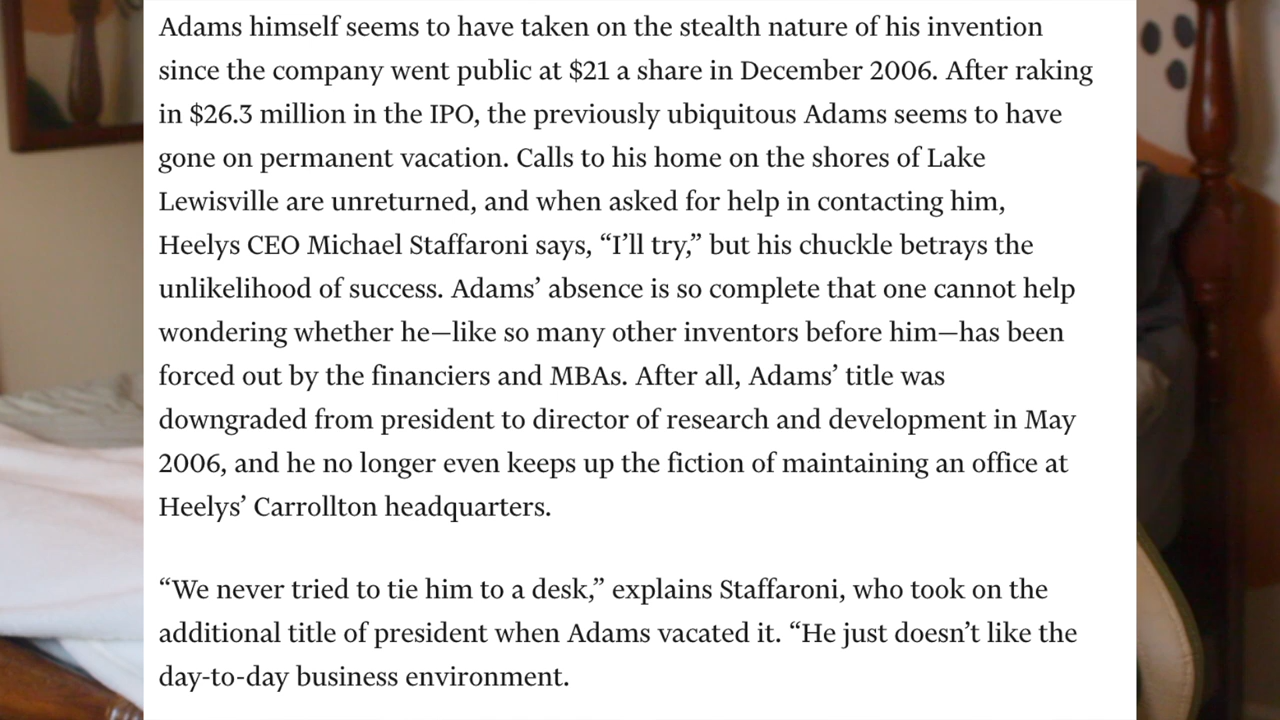 Adams himself seems to have taken on the stealth nature of his invention
since the company went public at $21 a share in December 2006. After raking
in $26.3 million in the IPO, the previously ubiquitous Adams seems to have
gone on permanent vacation. Calls to his home on the shores of Lake
Lewisville are unreturned, and when asked for help in contacting him,
Heelys CEO Michael Staffaroni says, “I’ll try,” but his chuckle betrays the
unlikelihood of success. Adams’ absence is so complete that one cannot help
wondering whether he—like so many other inventors before him—has been
forced out by the financiers and MBAs. After all, Adams’ title was
downgraded from president to director of research and development in May
2006, and he no longer even keeps up the fiction of maintaining an office at
Heelys’ Carrollton headquarters.
“We never tried to tie him to a desk,” explains Staffaroni, who took on the
additional title of president when Adams vacated it. “He just doesn’t like the
day-to-day business environment.